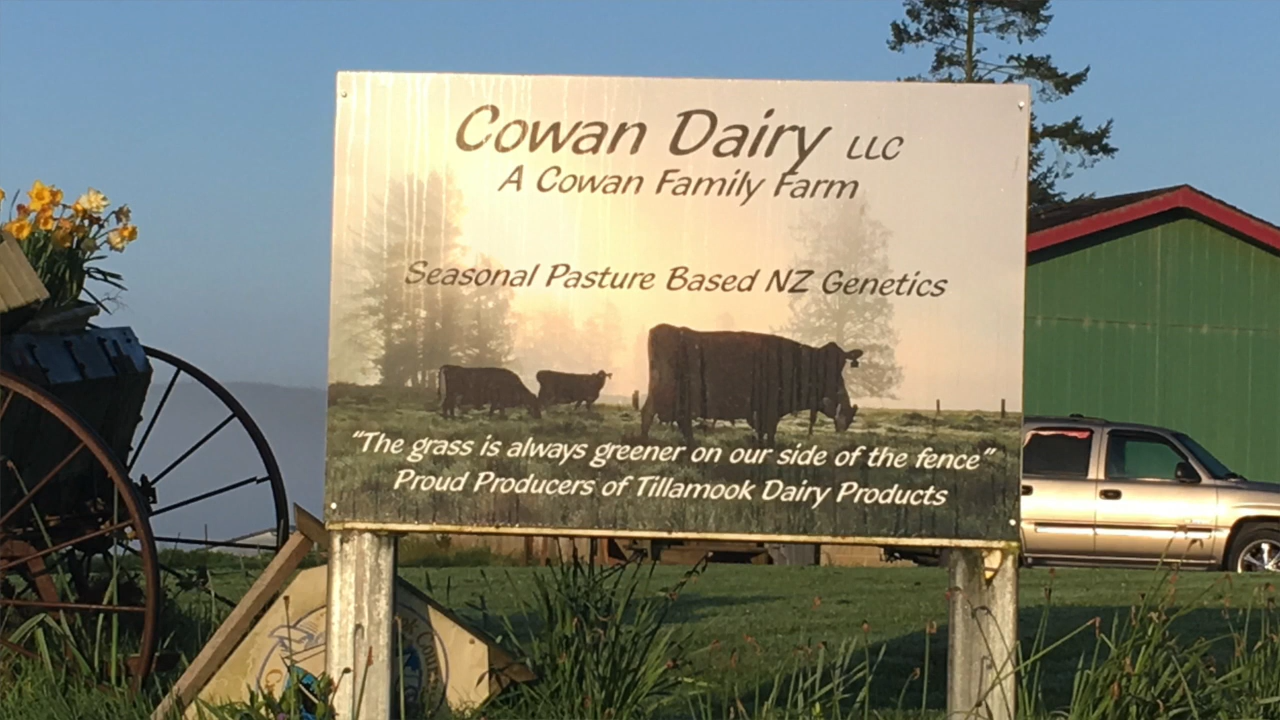 Cowan Dairy LLC
A Cowan Family Farm
Seasonal Pasture Based NZ Genetics
“The grass is always greener on our side of the fence”
Proud Producers of Tillamook Dairy Products